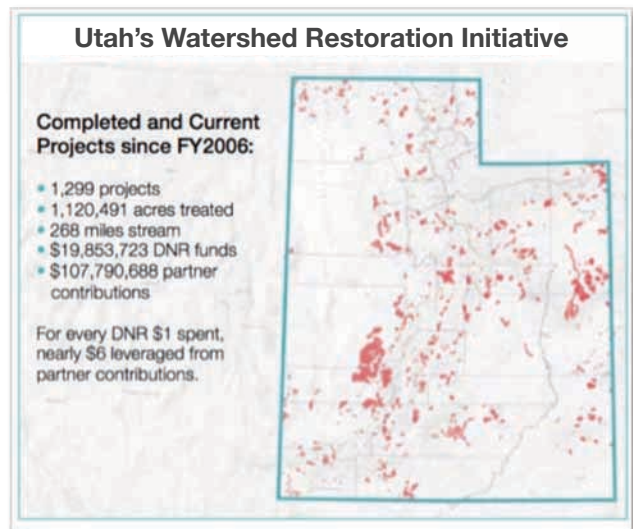 Utah's Watershed Restoration Initiative
Completed and Current
Projects since FY2006:
• 1,299 projects
• 1,120,491 acres treated
• 268 miles stream
• $19,853,723 DNR funds
• $107,790,688 partner
contributions
For every DNR $1 spent,
nearly $6 leveraged from
partner contributions.